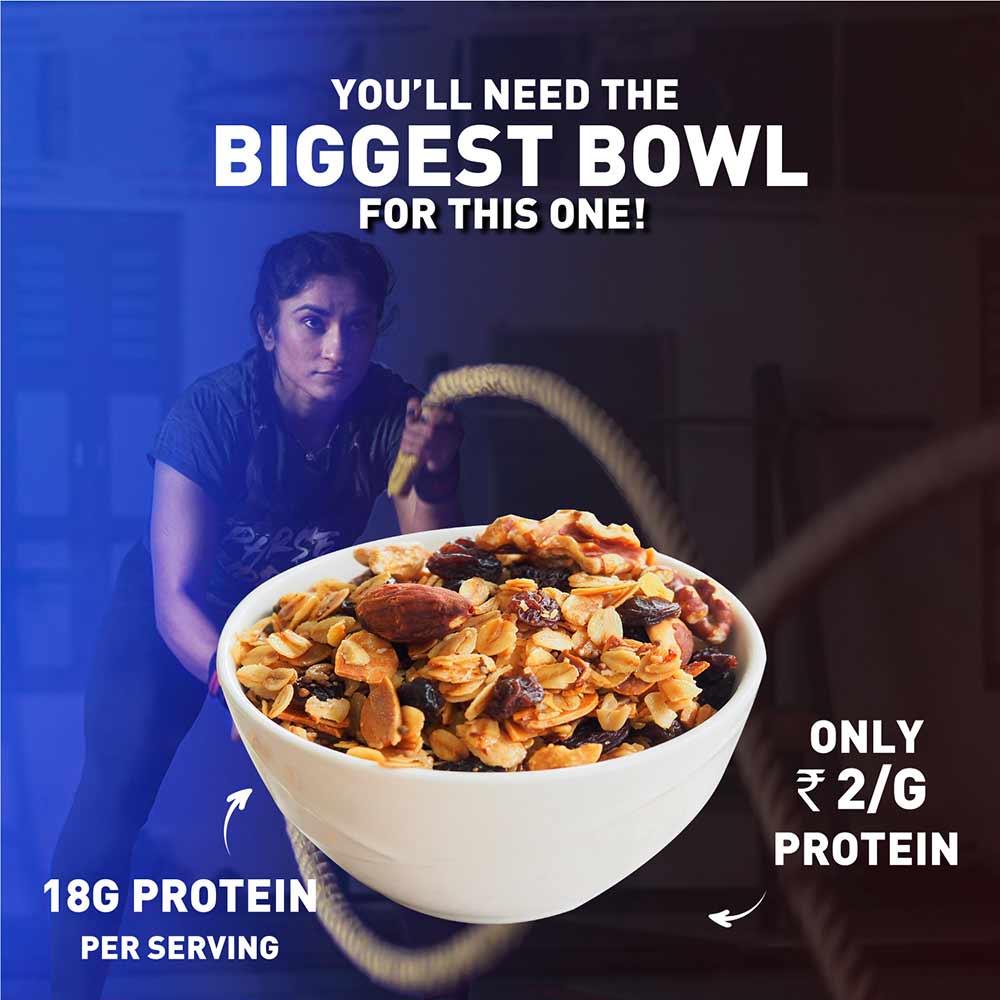 YOU'LL NEED THE
BIGGEST BOWL
FOR THIS ONE!
ONLY
₹ 2/G
PROTEIN
18G PROTEIN
PER SERVING